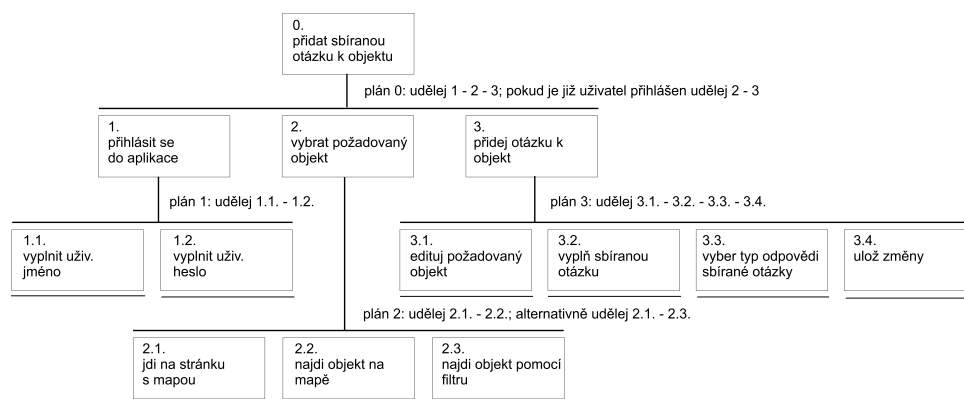 0.
přidat sbíranou
otázku k objektu
plán 0: udělej 1 - 2 - 3; pokud je již uživatel přihlášen udělej 2 - 3
1.
přihlásit se
do aplikace
2.
vybrat požadovaný
objekt
3.
přidej otázku k
objekt
plán 1: udělej 1.1. - 1.2.
plán 3: udělej 3.1. - 3.2. - 3.3. - 3.4.
1.1.
vyplnit uživ.
jméno
1.2.
vyplnit uživ.
heslo
3.1.
edituj požadovaný
objekt
3.2.
vyplň sbíranou
otázku
3.3.
vyber typ odpovědi
sbírané otázky
3.4.
ulož změny
plán 2: udělej 2.1. - 2.2.; alternativně udělej 2.1. - 2.3.
2.1.
jdi na stránku
s mapou
2.2.
najdi objekt na
mapě
2.3.
najdi objekt pomocí
filtru